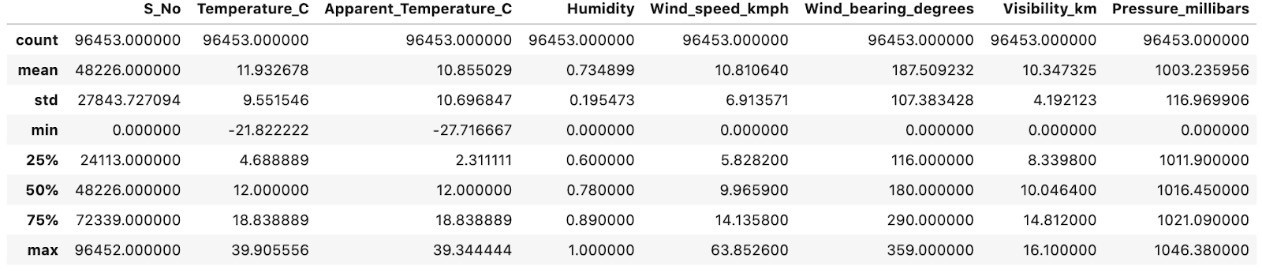 S_No Temperature_C Apparent_Temperature_C Humidity Wind_speed_kmph Wind_bearing_degrees Visibility_km Pressure_millibars
count 96453.000000 96453.000000 96453.000000 96453.000000 96453.000000 96453.000000 96453.000000 96453.000000
mean 48226.000000 11.932678 10.855029 0.734899 10.810640 187.509232 10.347325 1003.235956
std 27843.727094 9.551546 10.696847 0.195473 6.913571 107.383428 4.192123 116.969906
min 0.000000 -21.822222 -27.716667 0.000000 0.000000 0.000000 0.000000 0.000000
25% 24113.000000 4.688889 2.311111 0.600000 5.828200 116.000000 8.339800 1011.900000
50% 48226.000000 12.000000 12.000000 0.780000 9.965900 180.000000 10.046400 1016.450000
75% 72339.000000 18.838889 18.838889 0.890000 14.135800 290.000000 14.812000 1021.090000
max 96452.000000 39.905556 39.344444 1.000000 63.852600 359.000000 16.100000 1046.380000